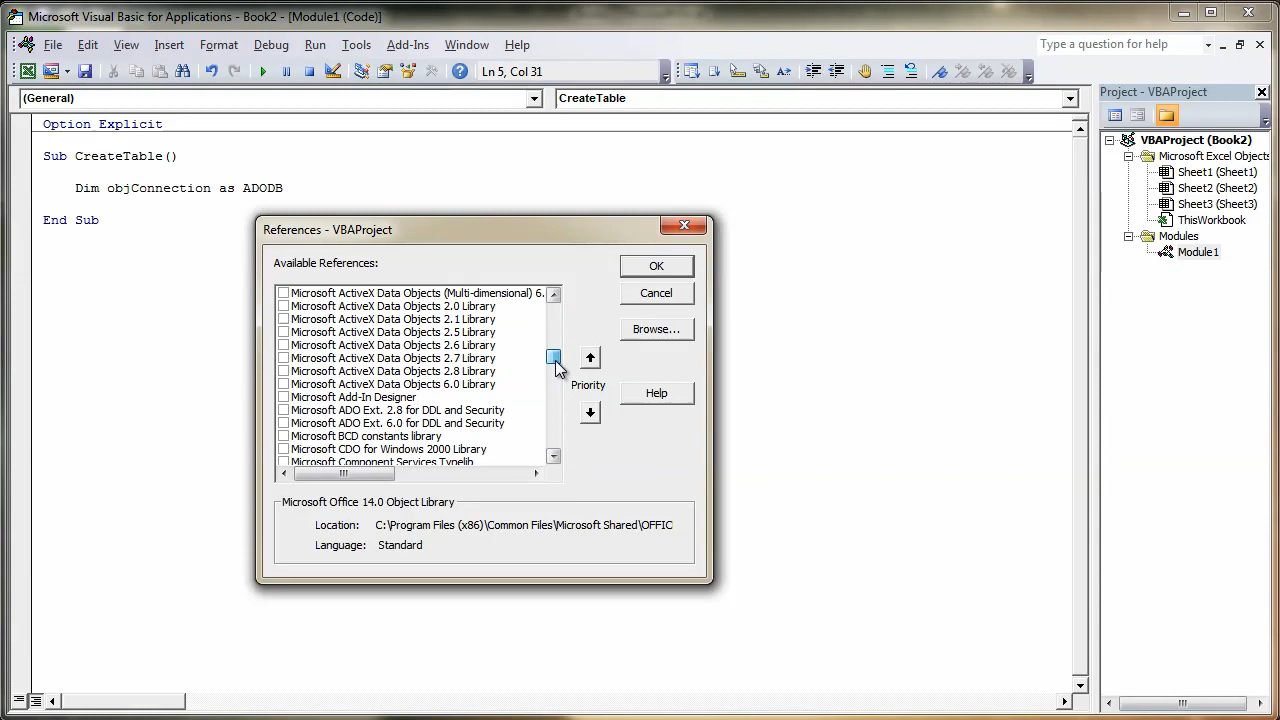 Microsoft Visual Basic for Applications - Book2 - [Module1 (Code)]
File Edit View Insert Format Debug Run Tools Add-Ins Window Help
Type a question for help
Ln 5, Col 31
(General)
CreateTable
Project - VBAProject
Option Explicit
Sub CreateTable()
Dim objConnection as ADODB
End Sub
VBAProject (Book2)
Microsoft Excel Objects
Sheet1 (Sheet1)
Sheet2 (Sheet2)
Sheet3 (Sheet3)
ThisWorkbook
Modules
Module1
References - VBAProject
Available References:
Microsoft ActiveX Data Objects (Multi-dimensional) 6.
Microsoft ActiveX Data Objects 2.0 Library
Microsoft ActiveX Data Objects 2.1 Library
Microsoft ActiveX Data Objects 2.5 Library
Microsoft ActiveX Data Objects 2.6 Library
Microsoft ActiveX Data Objects 2.7 Library
Microsoft ActiveX Data Objects 2.8 Library
Microsoft ActiveX Data Objects 6.0 Library
Microsoft Add-In Designer
Microsoft ADO Ext. 2.8 for DDL and Security
Microsoft ADO Ext. 6.0 for DDL and Security
Microsoft BCD constants library
Microsoft CDO for Windows 2000 Library
Microsoft Component Services Typelib
OK
Cancel
Browse...
Priority
Help
Microsoft Office 14.0 Object Library
Location: C:\Program Files (x86)\Common Files\Microsoft Shared\OFFIC
Language: Standard